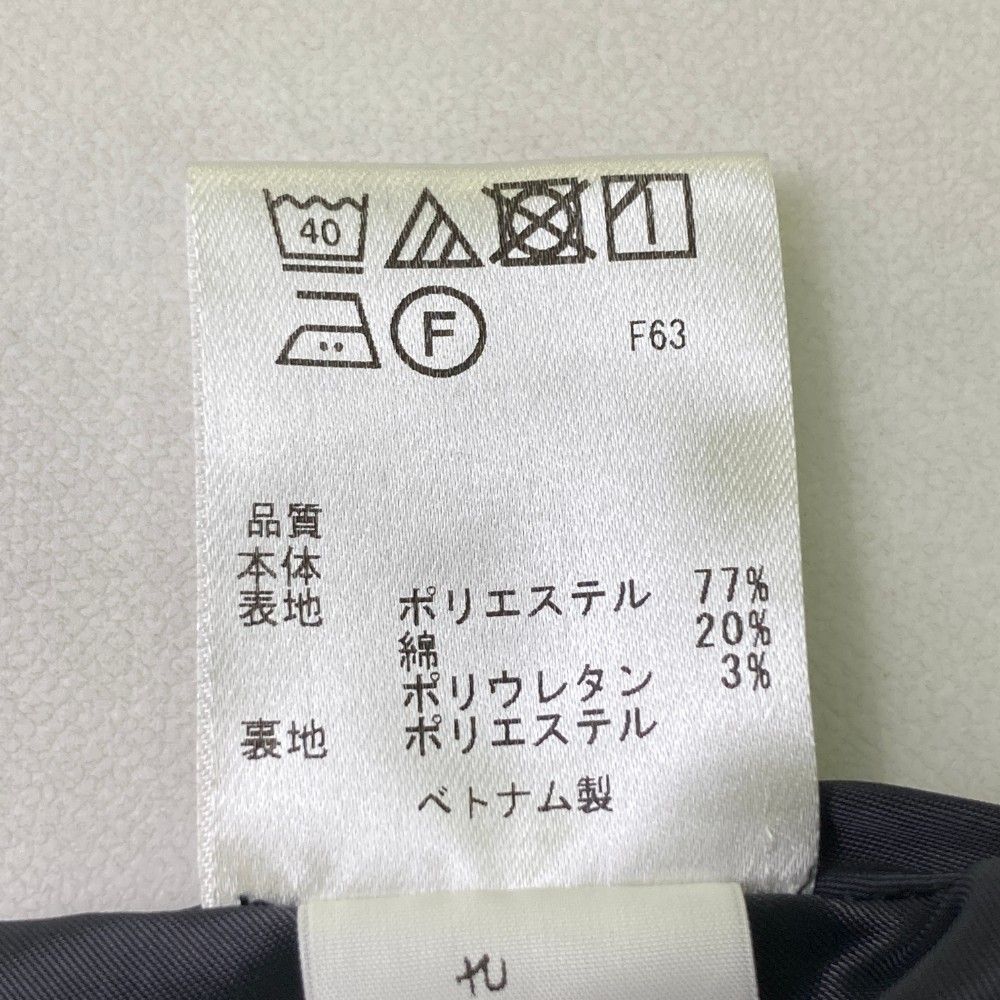 40
F F63
品質
本体
表地 ポリエステル 77%
綿 20%
ポリウレタン 3%
裏地 ポリエステル
ベトナム製